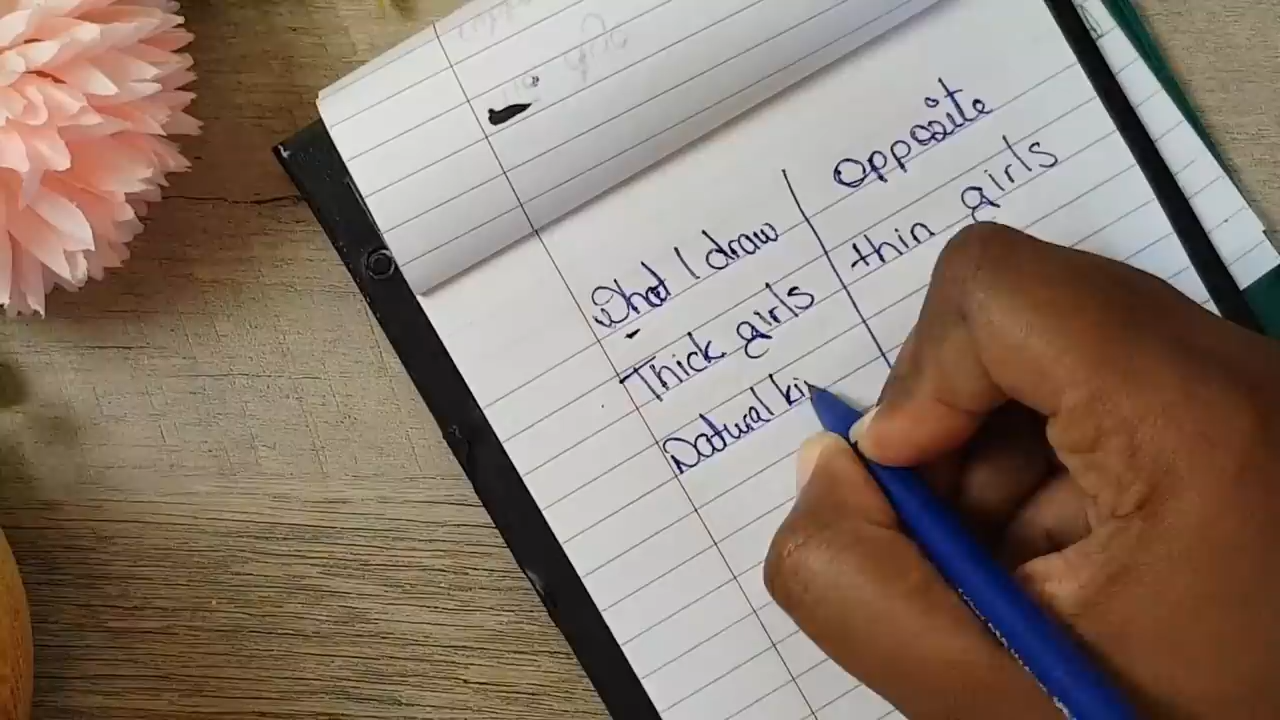 What I draw
opposite
Thick girls
thin girls
Natural ki